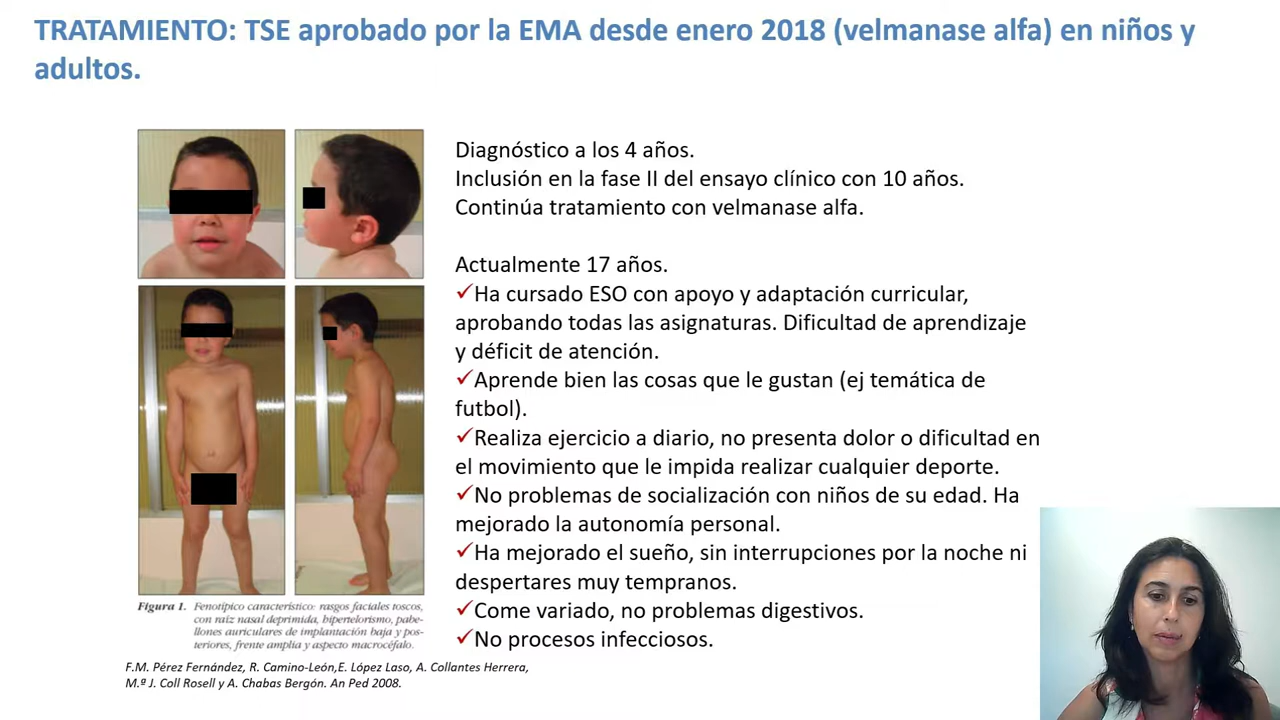 TRATAMIENTO: TSE aprobado por la EMA desde enero 2018 (velmanase alfa) en niños y
adultos.
Diagnóstico a los 4 años.
Inclusión en la fase II del ensayo clínico con 10 años.
Continúa tratamiento con velmanase alfa.
Actualmente 17 años.
✓Ha cursado ESO con apoyo y adaptación curricular,
aprobando todas las asignaturas. Dificultad de aprendizaje
y déficit de atención.
✓Aprende bien las cosas que le gustan (ej temática de
futbol).
✓Realiza ejercicio a diario, no presenta dolor o dificultad en
el movimiento que le impida realizar cualquier deporte.
✓No problemas de socialización con niños de su edad. Ha
mejorado la autonomía personal.
✓Ha mejorado el sueño, sin interrupciones por la noche ni
despertares muy tempranos.
✓Come variado, no problemas digestivos.
✓No procesos infecciosos.
Figura 1. Fenotípico característico: rasgos faciales toscos,
con raíz nasal deprimida, hipertelorismo, pabe-
llones auriculares de implantación baja y pos-
teriores, frente amplia y aspecto macrocéfalo.
F.M. Pérez Fernández, R. Camino-León,E. López Laso, A. Collantes Herrera,
M.ª J. Coll Rosell y A. Chabas Bergón. An Ped 2008.